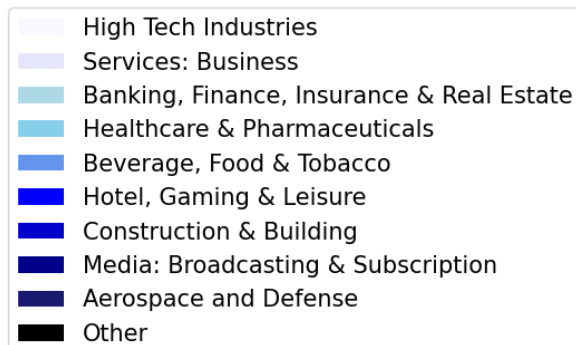 High Tech Industries
Services: Business
Banking, Finance, Insurance & Real Estate
Healthcare & Pharmaceuticals
Beverage, Food & Tobacco
Hotel, Gaming & Leisure
Construction & Building
Media: Broadcasting & Subscription
Aerospace and Defense
Other